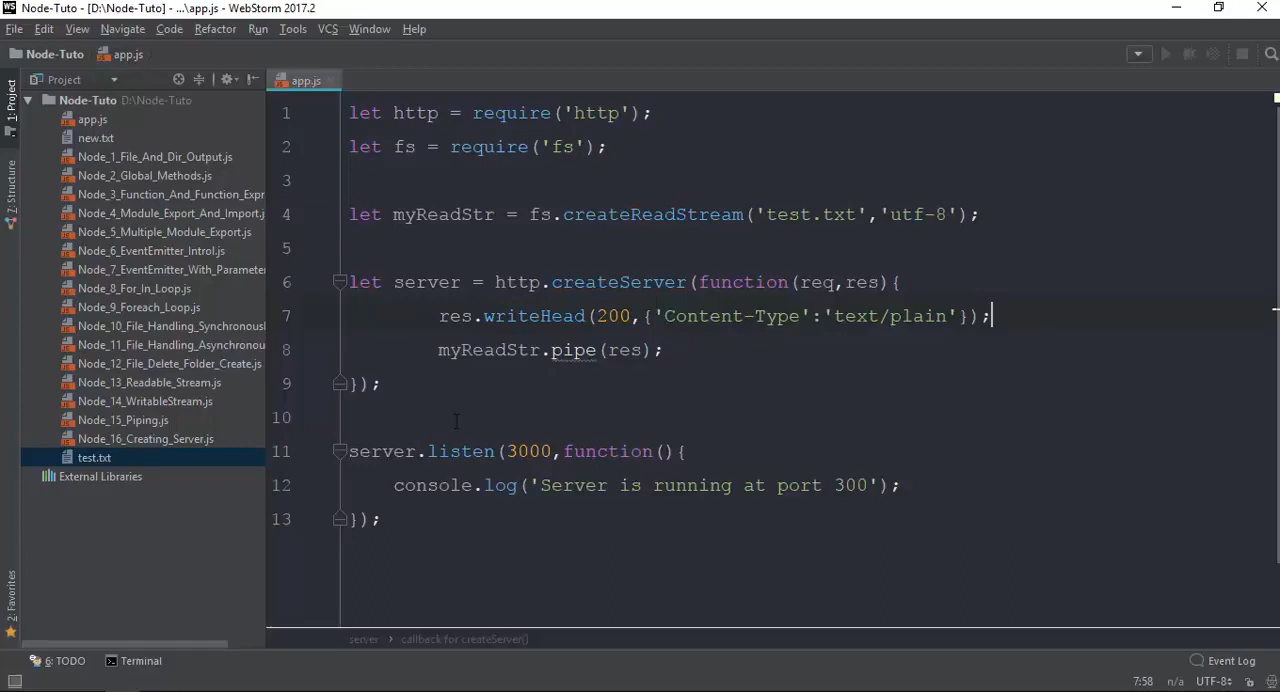 WS Node-Tuto - [D:\Node-Tuto] - ...\app.js - WebStorm 2017.2
File Edit View Navigate Code Refactor Run Tools VCS Window Help
Node-Tuto app.js
Project
app.js
1: Project
7: Structure
2: Favorites
Node-Tuto D:\Node-Tuto
app.js
new.txt
Node_1_File_And_Dir_Output.js
Node_2_Global_Methods.js
Node_3_Function_And_Function_Expr
Node_4_Module_Export_And_Import.j
Node_5_Multiple_Module_Export.js
Node_6_EventEmitter_Introl.js
Node_7_EventEmitter_With_Parameter
Node_8_For_In_Loop.js
Node_9_Foreach_Loop.js
Node_10_File_Handling_Synchronousl
Node_11_File_Handling_Asynchronou
Node_12_File_Delete_Folder_Create.js
Node_13_Readable_Stream.js
Node_14_WritableStream.js
Node_15_Piping.js
Node_16_Creating_Server.js
test.txt
External Libraries
1 let http = require('http');
2 let fs = require('fs');
3
4 let myReadStr = fs.createReadStream('test.txt','utf-8');
5
6 let server = http.createServer(function(req,res){
7 res.writeHead(200,{'Content-Type':'text/plain'});
8 myReadStr.pipe(res);
9 });
10
11 server.listen(3000,function(){
12 console.log('Server is running at port 300');
13 });
server › callback for createServer()
6: TODO Terminal Event Log
7:58 n/a UTF-8